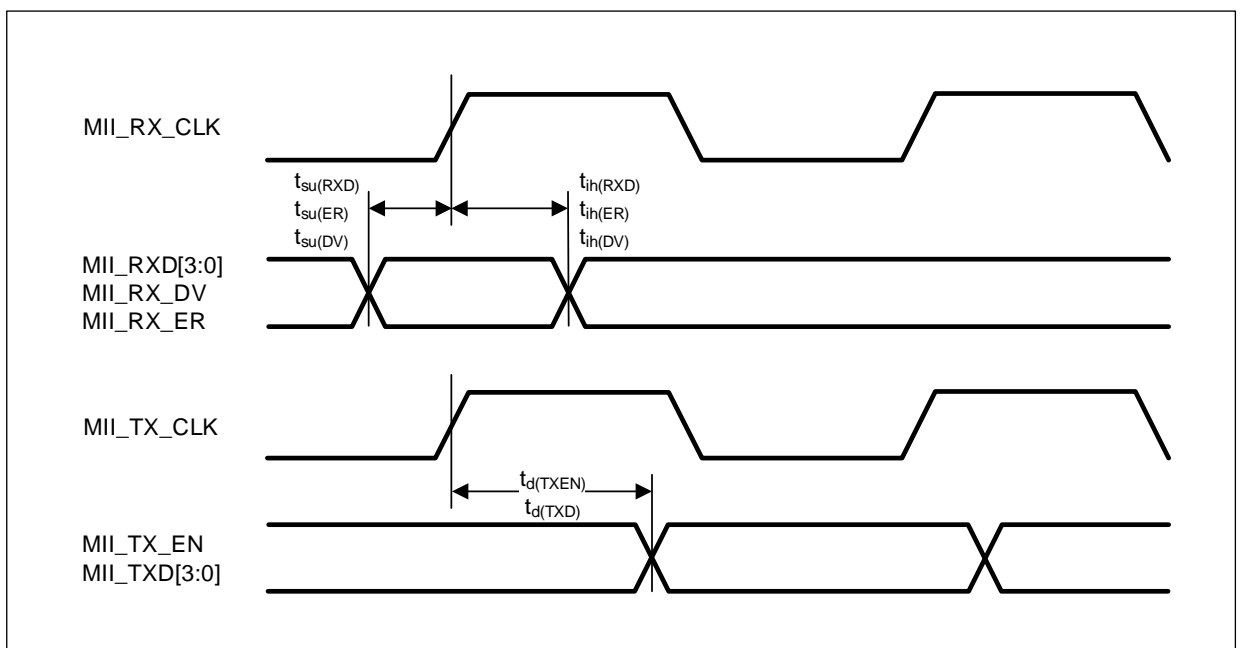 MII_RX_CLK
tsu(RXD)
tsu(ER)
tsu(DV)
tih(RXD)
tih(ER)
tih(DV)
MII_RXD[3:0]
MII_RX_DV
MII_RX_ER
MII_TX_CLK
td(TXEN)
td(TXD)
MII_TX_EN
MII_TXD[3:0]